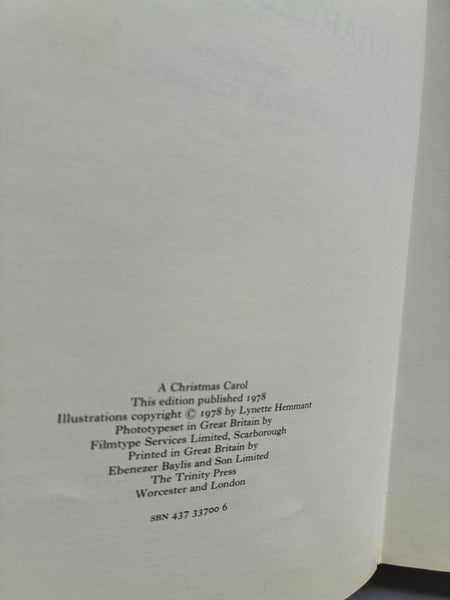 A Christmas Carol
This edition published 1978
Illustrations copyright © 1978 by Lynette Hemmant
Phototypeset in Great Britain by
Filmtype Services Limited, Scarborough
Printed in Great Britain by
Ebenezer Baylis and Son Limited
The Trinity Press
Worcester and London
SBN 437 33700 6